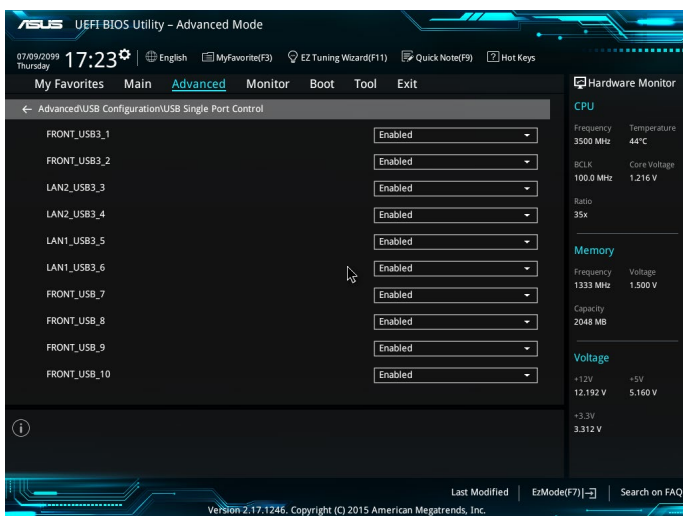 ASUS UEFI BIOS Utility – Advanced Mode
07/09/2099 Thursday 17:23 English MyFavorite(F3) EZ Tuning Wizard(F11) Quick Note(F9) ? Hot Keys
My Favorites Main Advanced Monitor Boot Tool Exit
← Advanced\USB Configuration\USB Single Port Control
FRONT_USB3_1 Enabled
FRONT_USB3_2 Enabled
LAN2_USB3_3 Enabled
LAN2_USB3_4 Enabled
LAN1_USB3_5 Enabled
LAN1_USB3_6 Enabled
FRONT_USB_7 Enabled
FRONT_USB_8 Enabled
FRONT_USB_9 Enabled
FRONT_USB_10 Enabled
Hardware Monitor
CPU
Frequency Temperature
3500 MHz 44°C
BCLK Core Voltage
100.0 MHz 1.216 V
Ratio
35x
Memory
Frequency Voltage
1333 MHz 1.500 V
Capacity
2048 MB
Voltage
+12V +5V
12.192 V 5.160 V
+3.3V
3.312 V
Last Modified EzMode(F7) Search on FAQ
Version 2.17.1246. Copyright (C) 2015 American Megatrends, Inc.